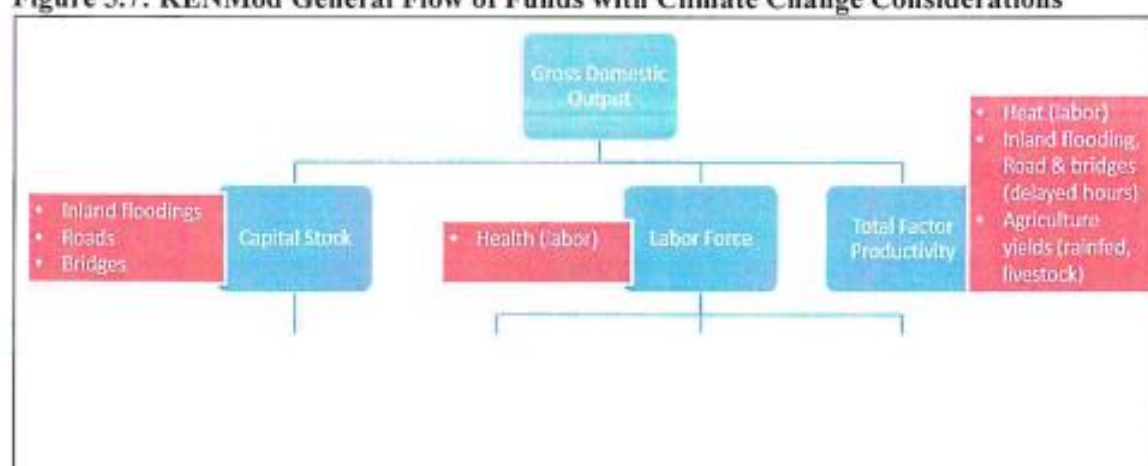 Figure 3.7: KENMod General Flow of Funds with Climate Change Considerations
Gross Domestic
Output
• Inland floodings
• Roads
• Bridges
Capital Stock
• Health (labor)
Labor Force
Total Factor
Productivity
• Heat (labor)
• Inland flooding,
Road & bridges
(delayed hours)
• Agriculture
yields (rainfed,
livestock)